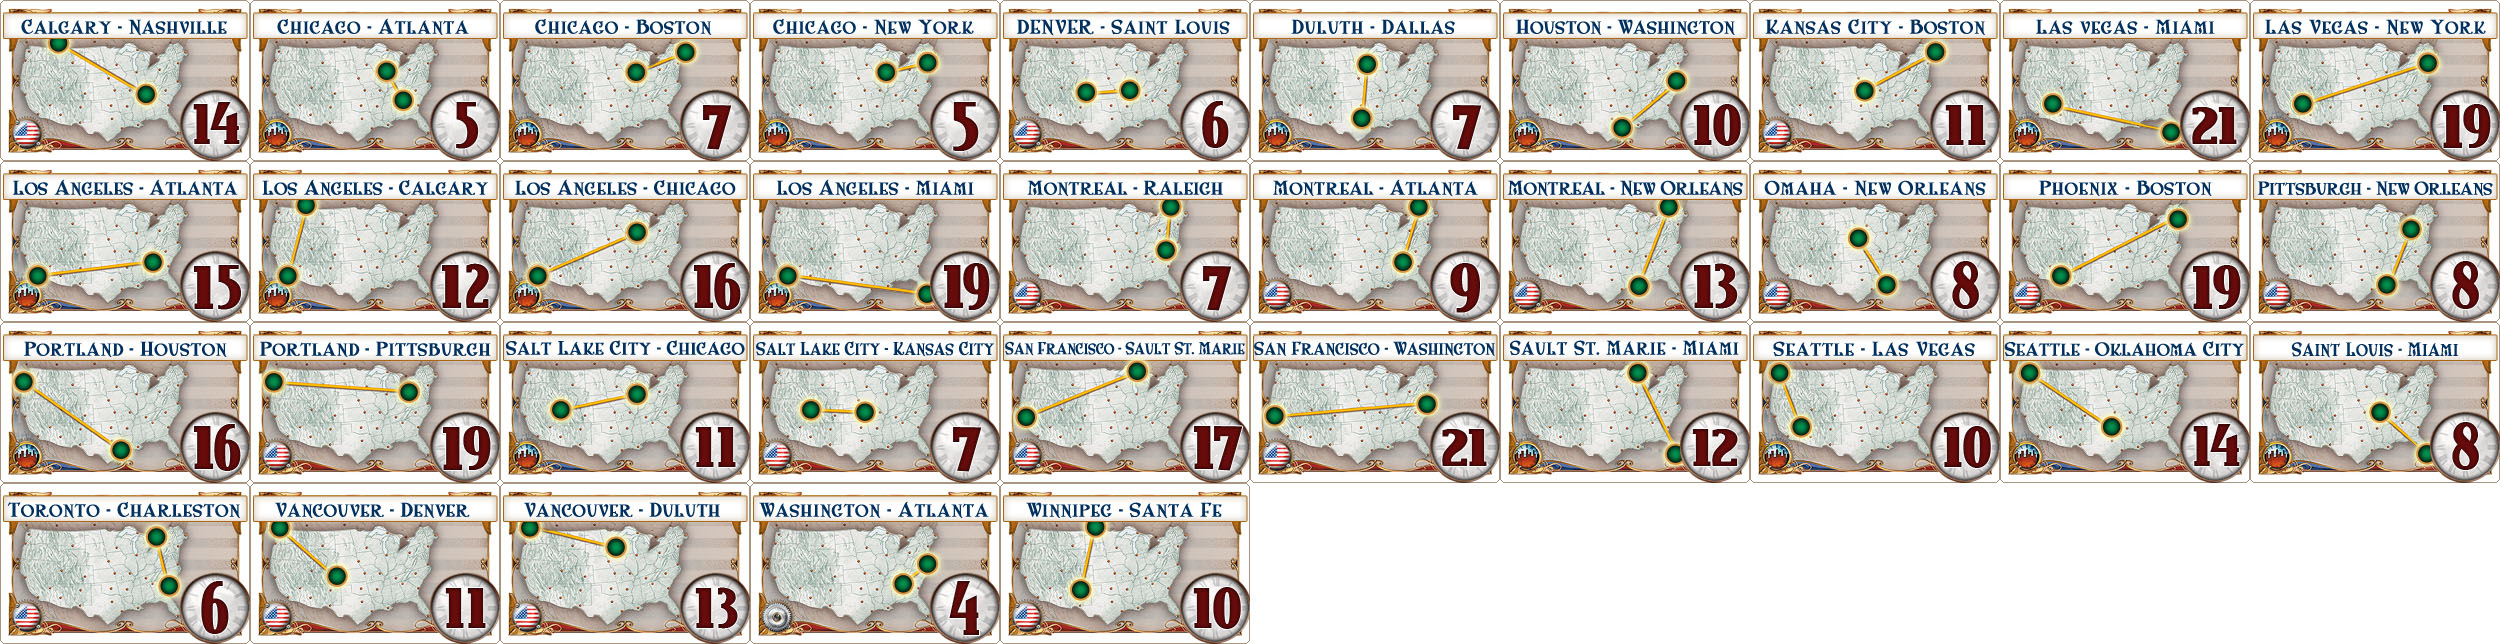 CALGARY - NASHVILLE
14
CHICAGO - ATLANTA
5
CHICAGO - BOSTON
7
CHICAGO - NEW YORK
5
DENVER - SAINT LOUIS
6
DULUTH - DALLAS
7
HOUSTON - WASHINGTON
10
KANSAS CITY - BOSTON
11
LAS VEGAS - MIAMI
21
LAS VEGAS - NEW YORK
19
LOS ANGELES - ATLANTA
15
LOS ANGELES - CALGARY
12
LOS ANGELES - CHICAGO
16
LOS ANGELES - MIAMI
19
MONTREAL - RALEIGH
7
MONTREAL - ATLANTA
9
MONTREAL - NEW ORLEANS
13
OMAHA - NEW ORLEANS
8
PHOENIX - BOSTON
19
PITTSBURGH - NEW ORLEANS
8
PORTLAND - HOUSTON
16
PORTLAND - PITTSBURGH
19
SALT LAKE CITY - CHICAGO
11
SALT LAKE CITY - KANSAS CITY
7
SAN FRANCISCO - SAULT ST. MARIE
17
SAN FRANCISCO - WASHINGTON
21
SAULT ST. MARIE - MIAMI
12
SEATTLE - LAS VEGAS
10
SEATTLE - OKLAHOMA CITY
14
SAINT LOUIS - MIAMI
8
TORONTO - CHARLESTON
6
VANCOUVER - DENVER
11
VANCOUVER - DULUTH
13
WASHINGTON - ATLANTA
4
WINNIPEG - SANTA FE
10